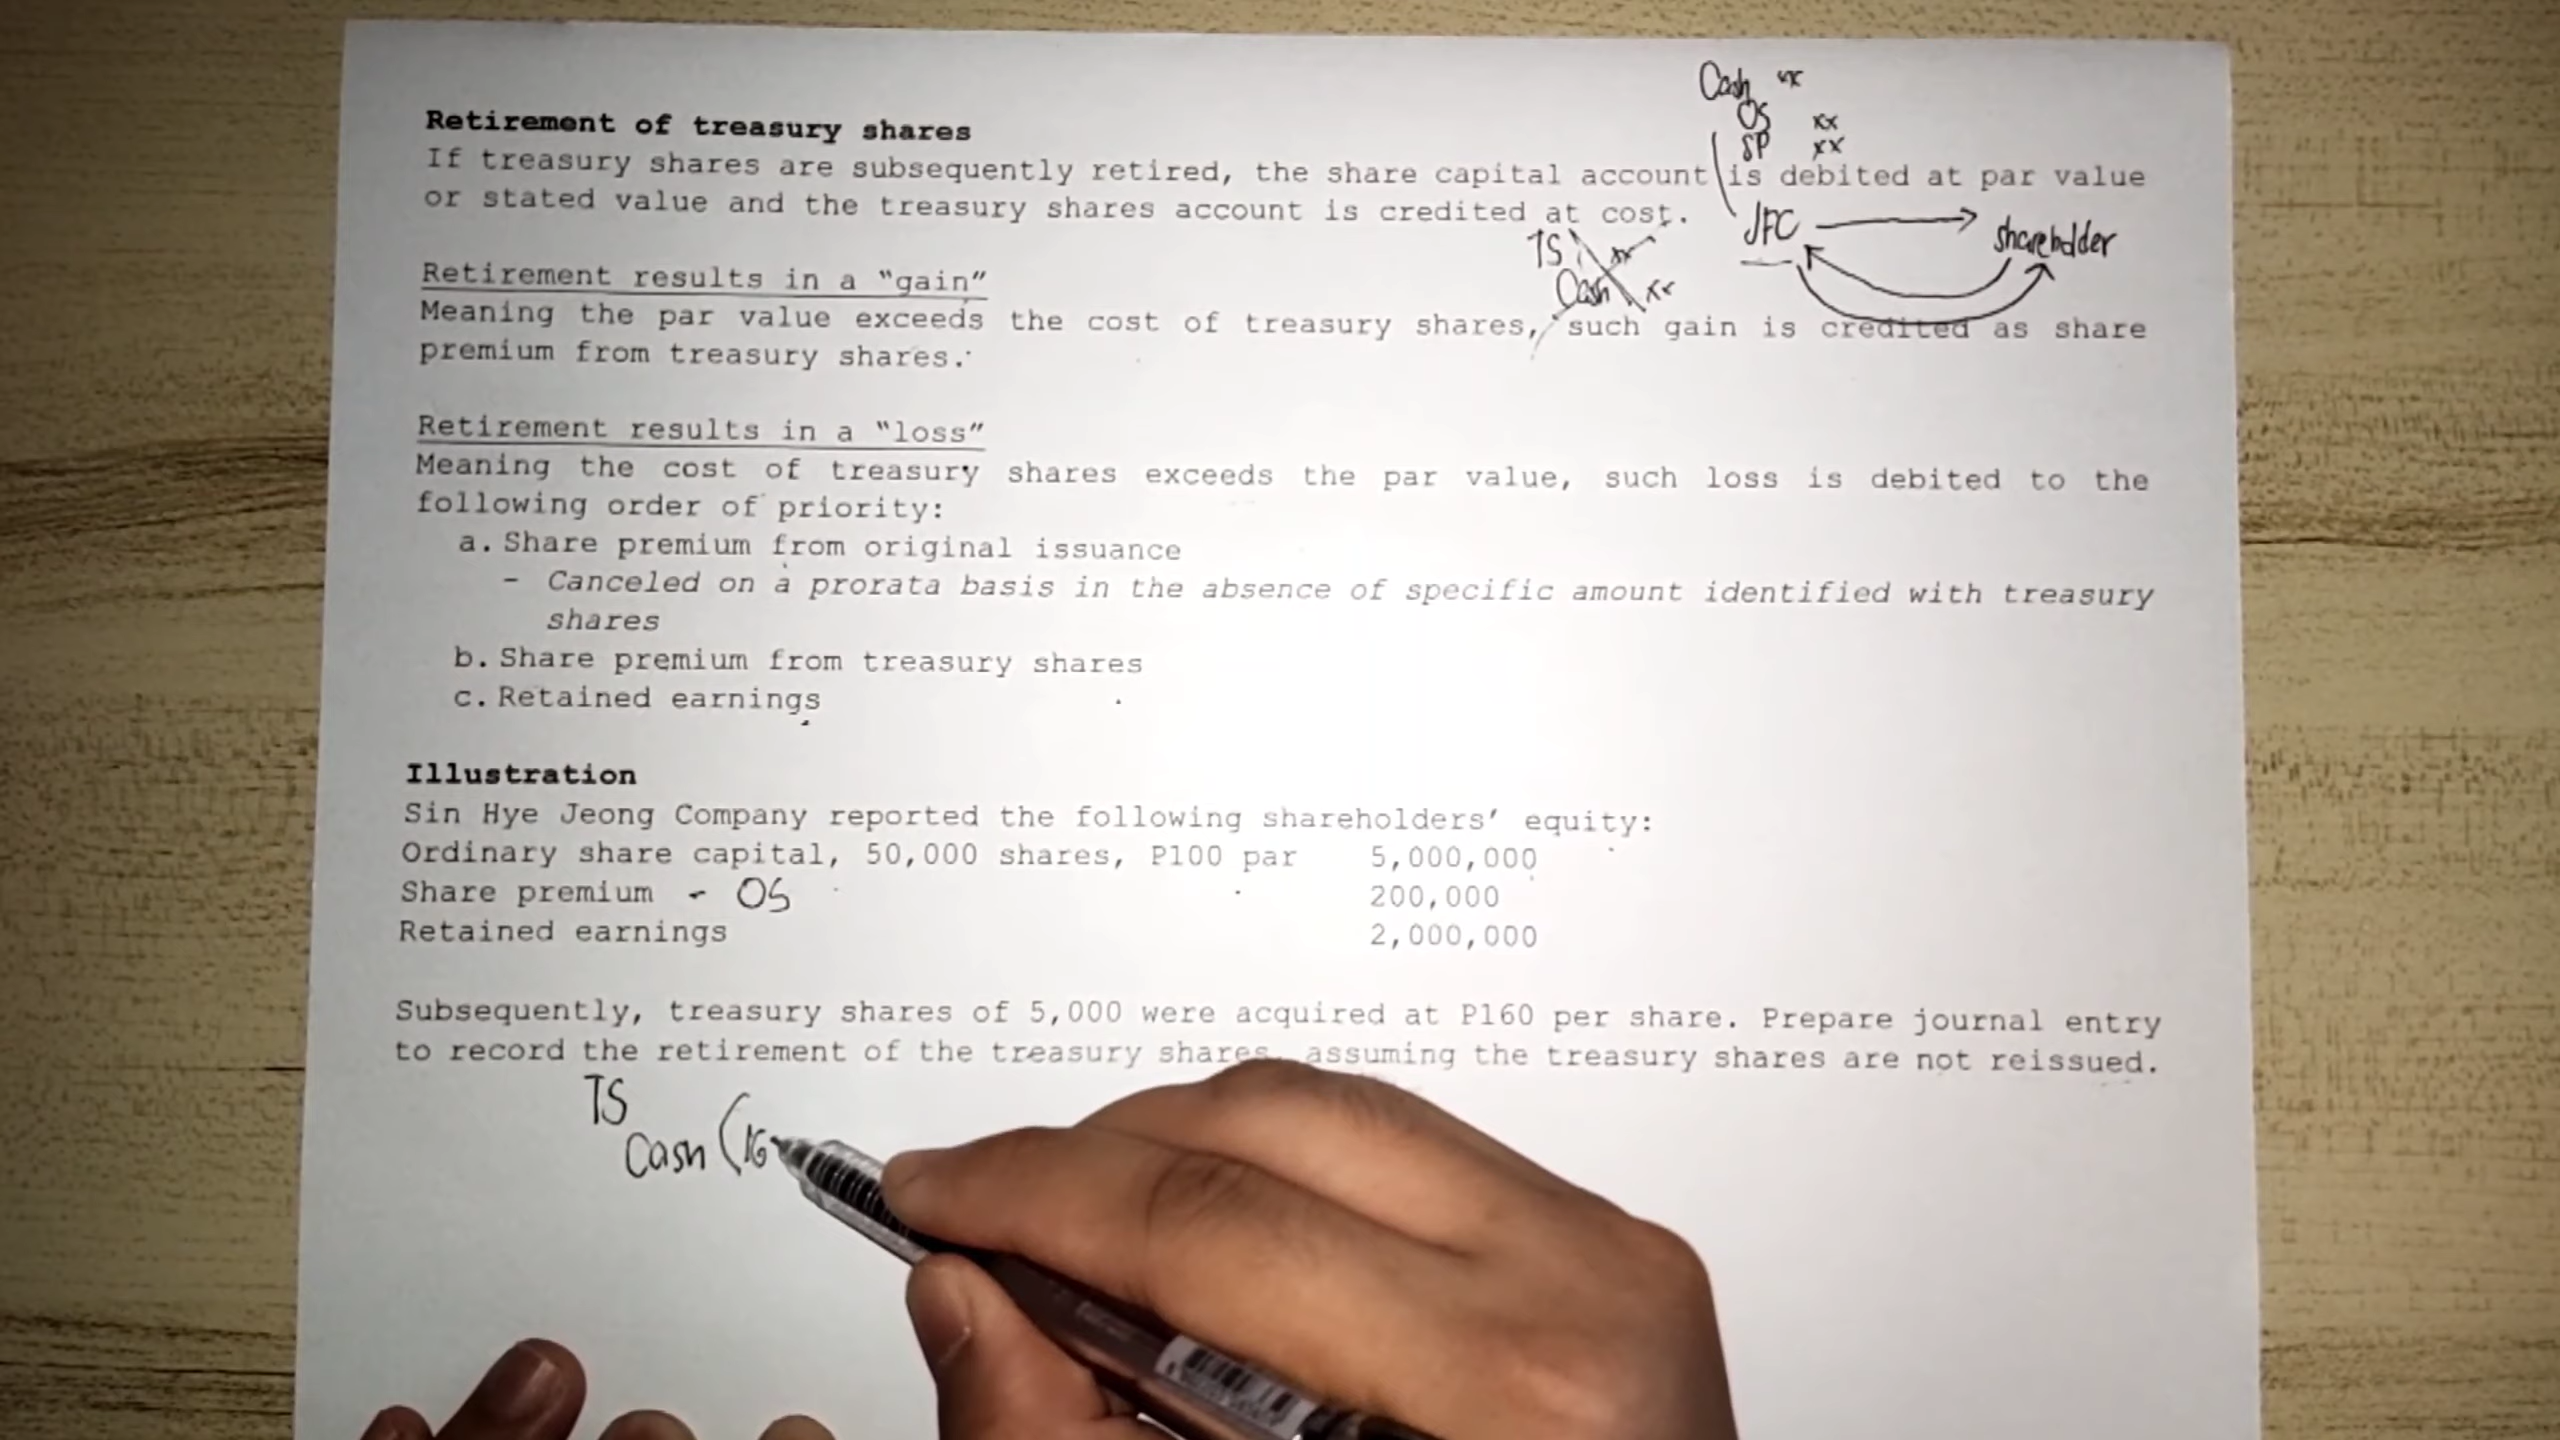 Cash xx
OS xx
SP xx
Retirement of treasury shares
If treasury shares are subsequently retired, the share capital account is debited at par value
or stated value and the treasury shares account is credited at cost.
JFC shareholder
TS xx
Cash xx
Retirement results in a “gain”
Meaning the par value exceeds the cost of treasury shares, such gain is credited as share
premium from treasury shares.
Retirement results in a “loss”
Meaning the cost of treasury shares exceeds the par value, such loss is debited to the
following order of priority:
a. Share premium from original issuance
- Canceled on a prorata basis in the absence of specific amount identified with treasury
shares
b. Share premium from treasury shares
c. Retained earnings
Illustration
Sin Hye Jeong Company reported the following shareholders’ equity:
Ordinary share capital, 50,000 shares, P100 par 5,000,000
Share premium - OS 200,000
Retained earnings 2,000,000
Subsequently, treasury shares of 5,000 were acquired at P160 per share. Prepare journal entry
to record the retirement of the treasury shares, assuming the treasury shares are not reissued.
TS
Cash (16